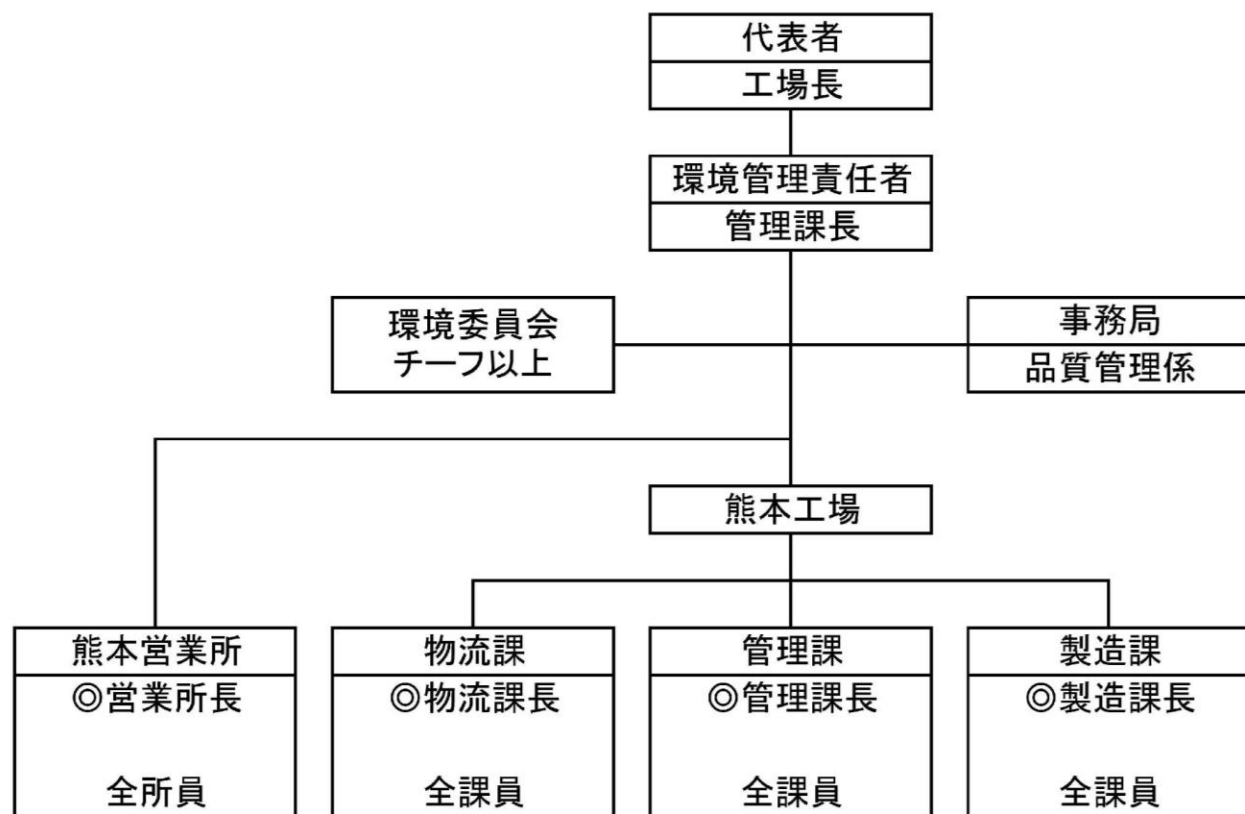 代表者
工場長
環境管理責任者
管理課長
環境委員会
チーフ以上
事務局
品質管理係
熊本工場
熊本営業所
◎営業所長
全所員
物流課
◎物流課長
全課員
管理課
◎管理課長
全課員
製造課
◎製造課長
全課員